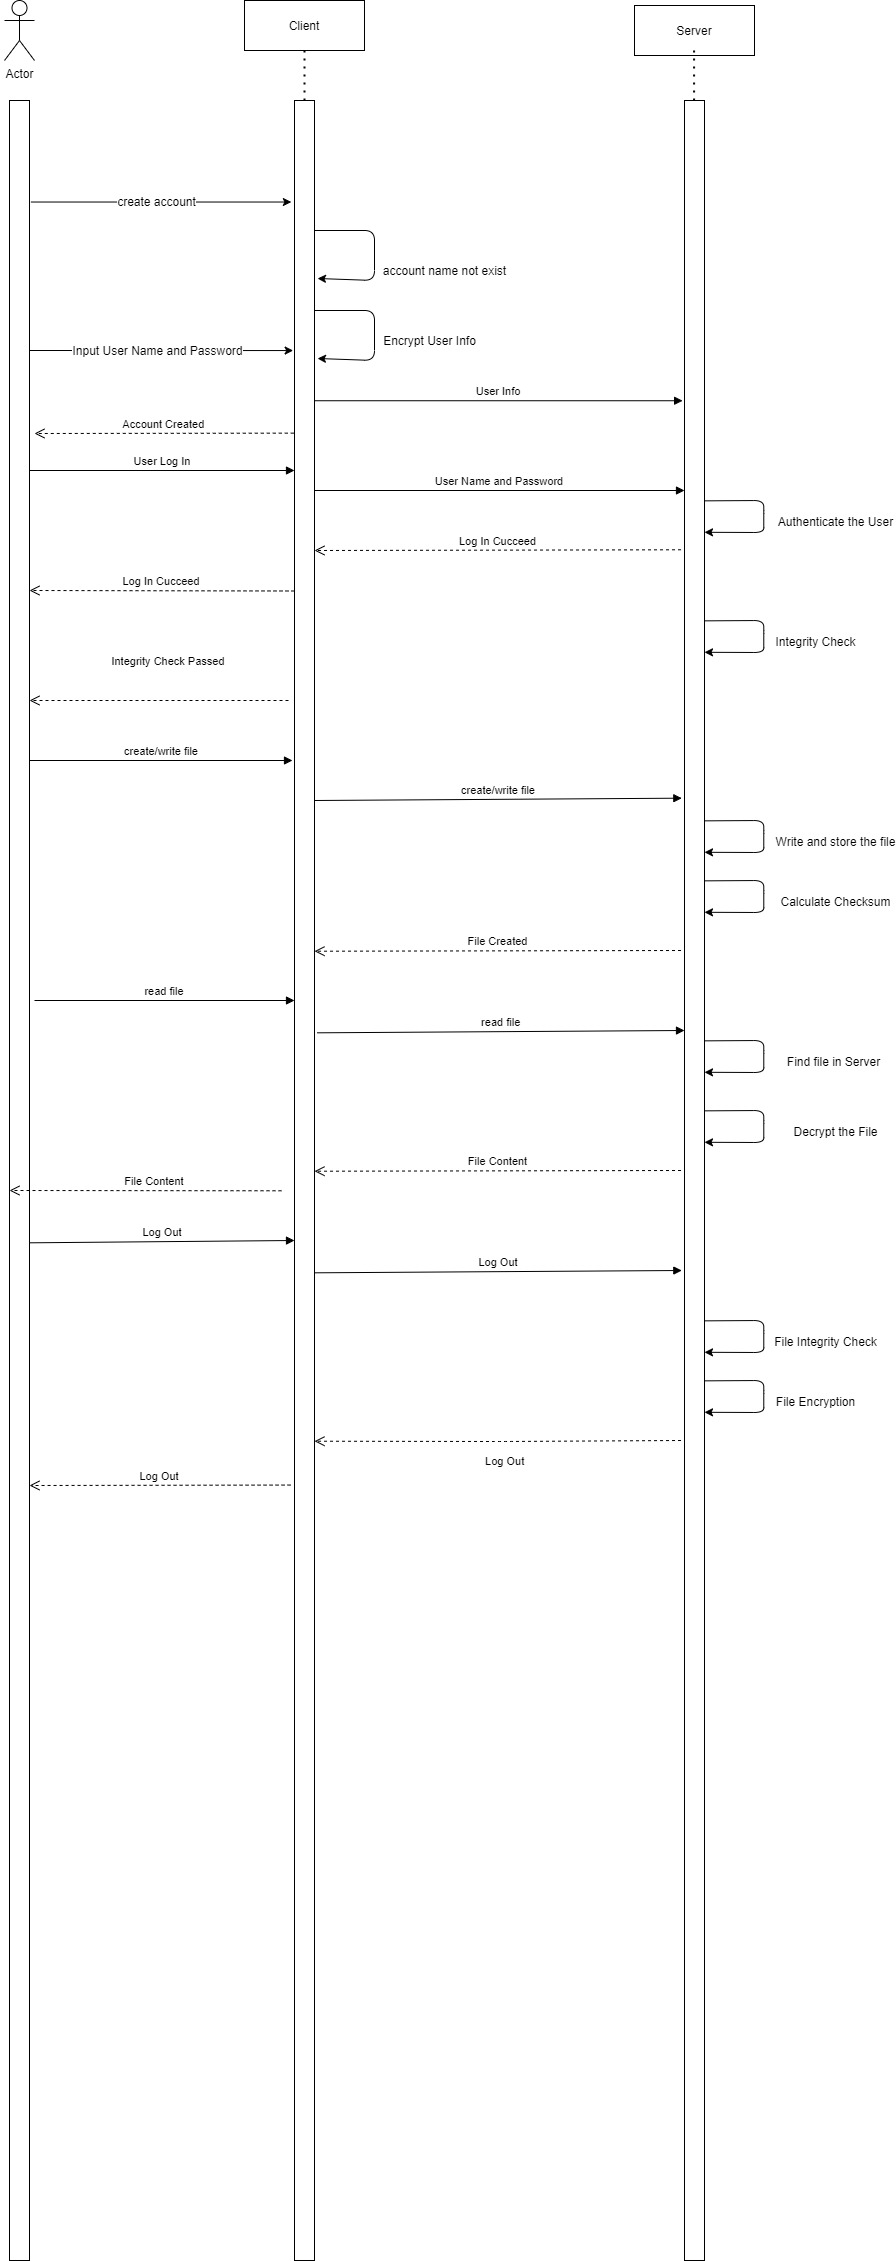 Client
Server
Actor
create account
account name not exist
Encrypt User Info
Input User Name and Password
User Info
Account Created
User Log In
User Name and Password
Authenticate the User
Log In Cucceed
Log In Cucceed
Integrity Check
Integrity Check Passed
create/write file
create/write file
Write and store the file
Calculate Checksum
File Created
read file
read file
Find file in Server
Decrypt the File
File Content
File Content
Log Out
Log Out
File Integrity Check
File Encryption
Log Out
Log Out